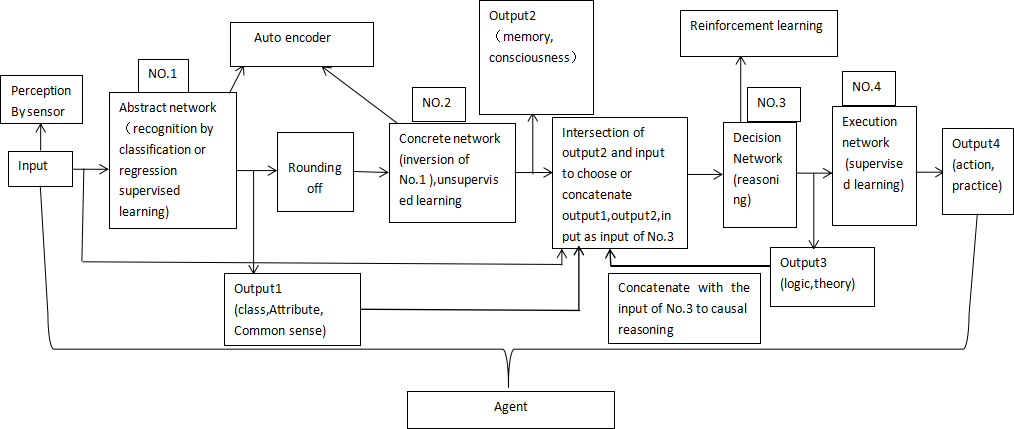 Perception
By sensor
Input
NO.1
Abstract network
（recognition by
classification or
regression
supervised
learning)
Auto encoder
Rounding
off
NO.2
Concrete network
(inversion of
No.1 ),unsupervis
ed learning
Output2
（memory,
consciousness）
Intersection of
output2 and input
to choose or
concatenate
output1,output2,in
put as input of No.3
Reinforcement learning
NO.3
Decision
Network
(reasoni
ng)
NO.4
Execution
network
(supervise
d learning)
Output4
(action,
practice)
Output1
(class,Attribute,
Common sense)
Concatenate with the
input of No.3 to causal
reasoning
Output3
(logic,theory)
Agent